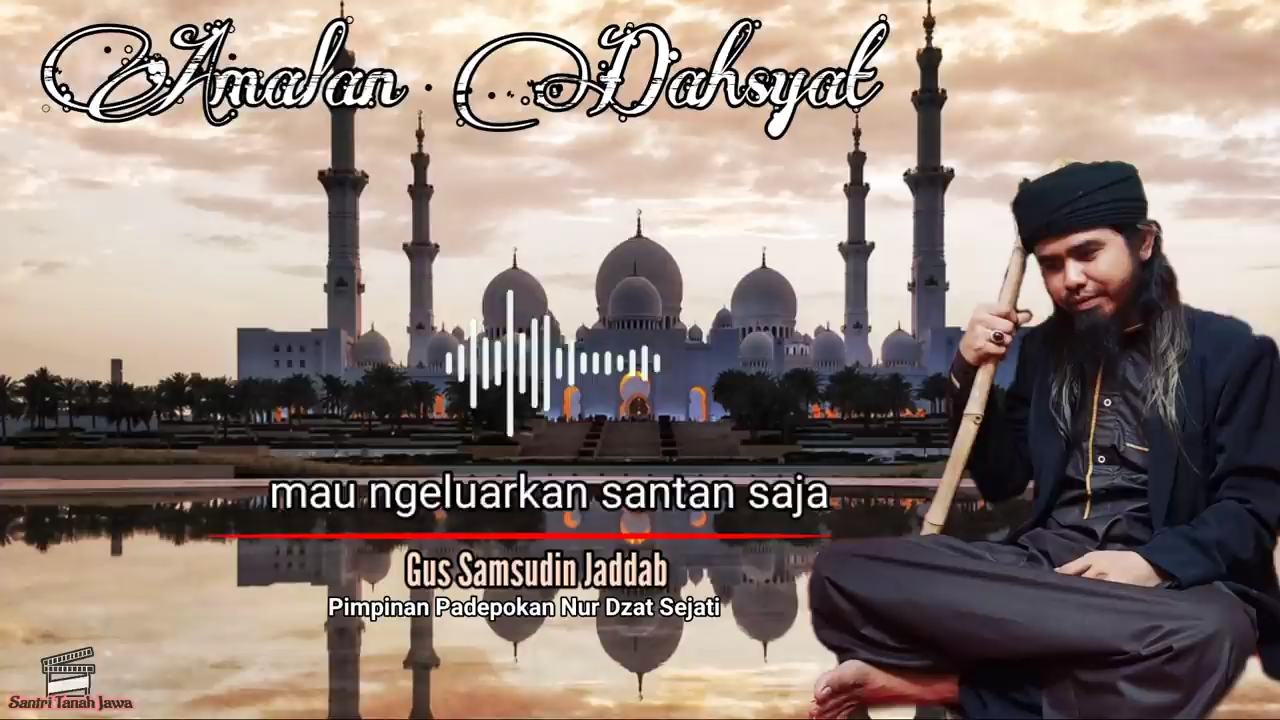 Amalan Dahsyat
mau ngeluarkan santan saja
Gus Samsudin Jaddab
Pimpinan Padepokan Nur Dzat Sejati
Santri Tanah Jawa